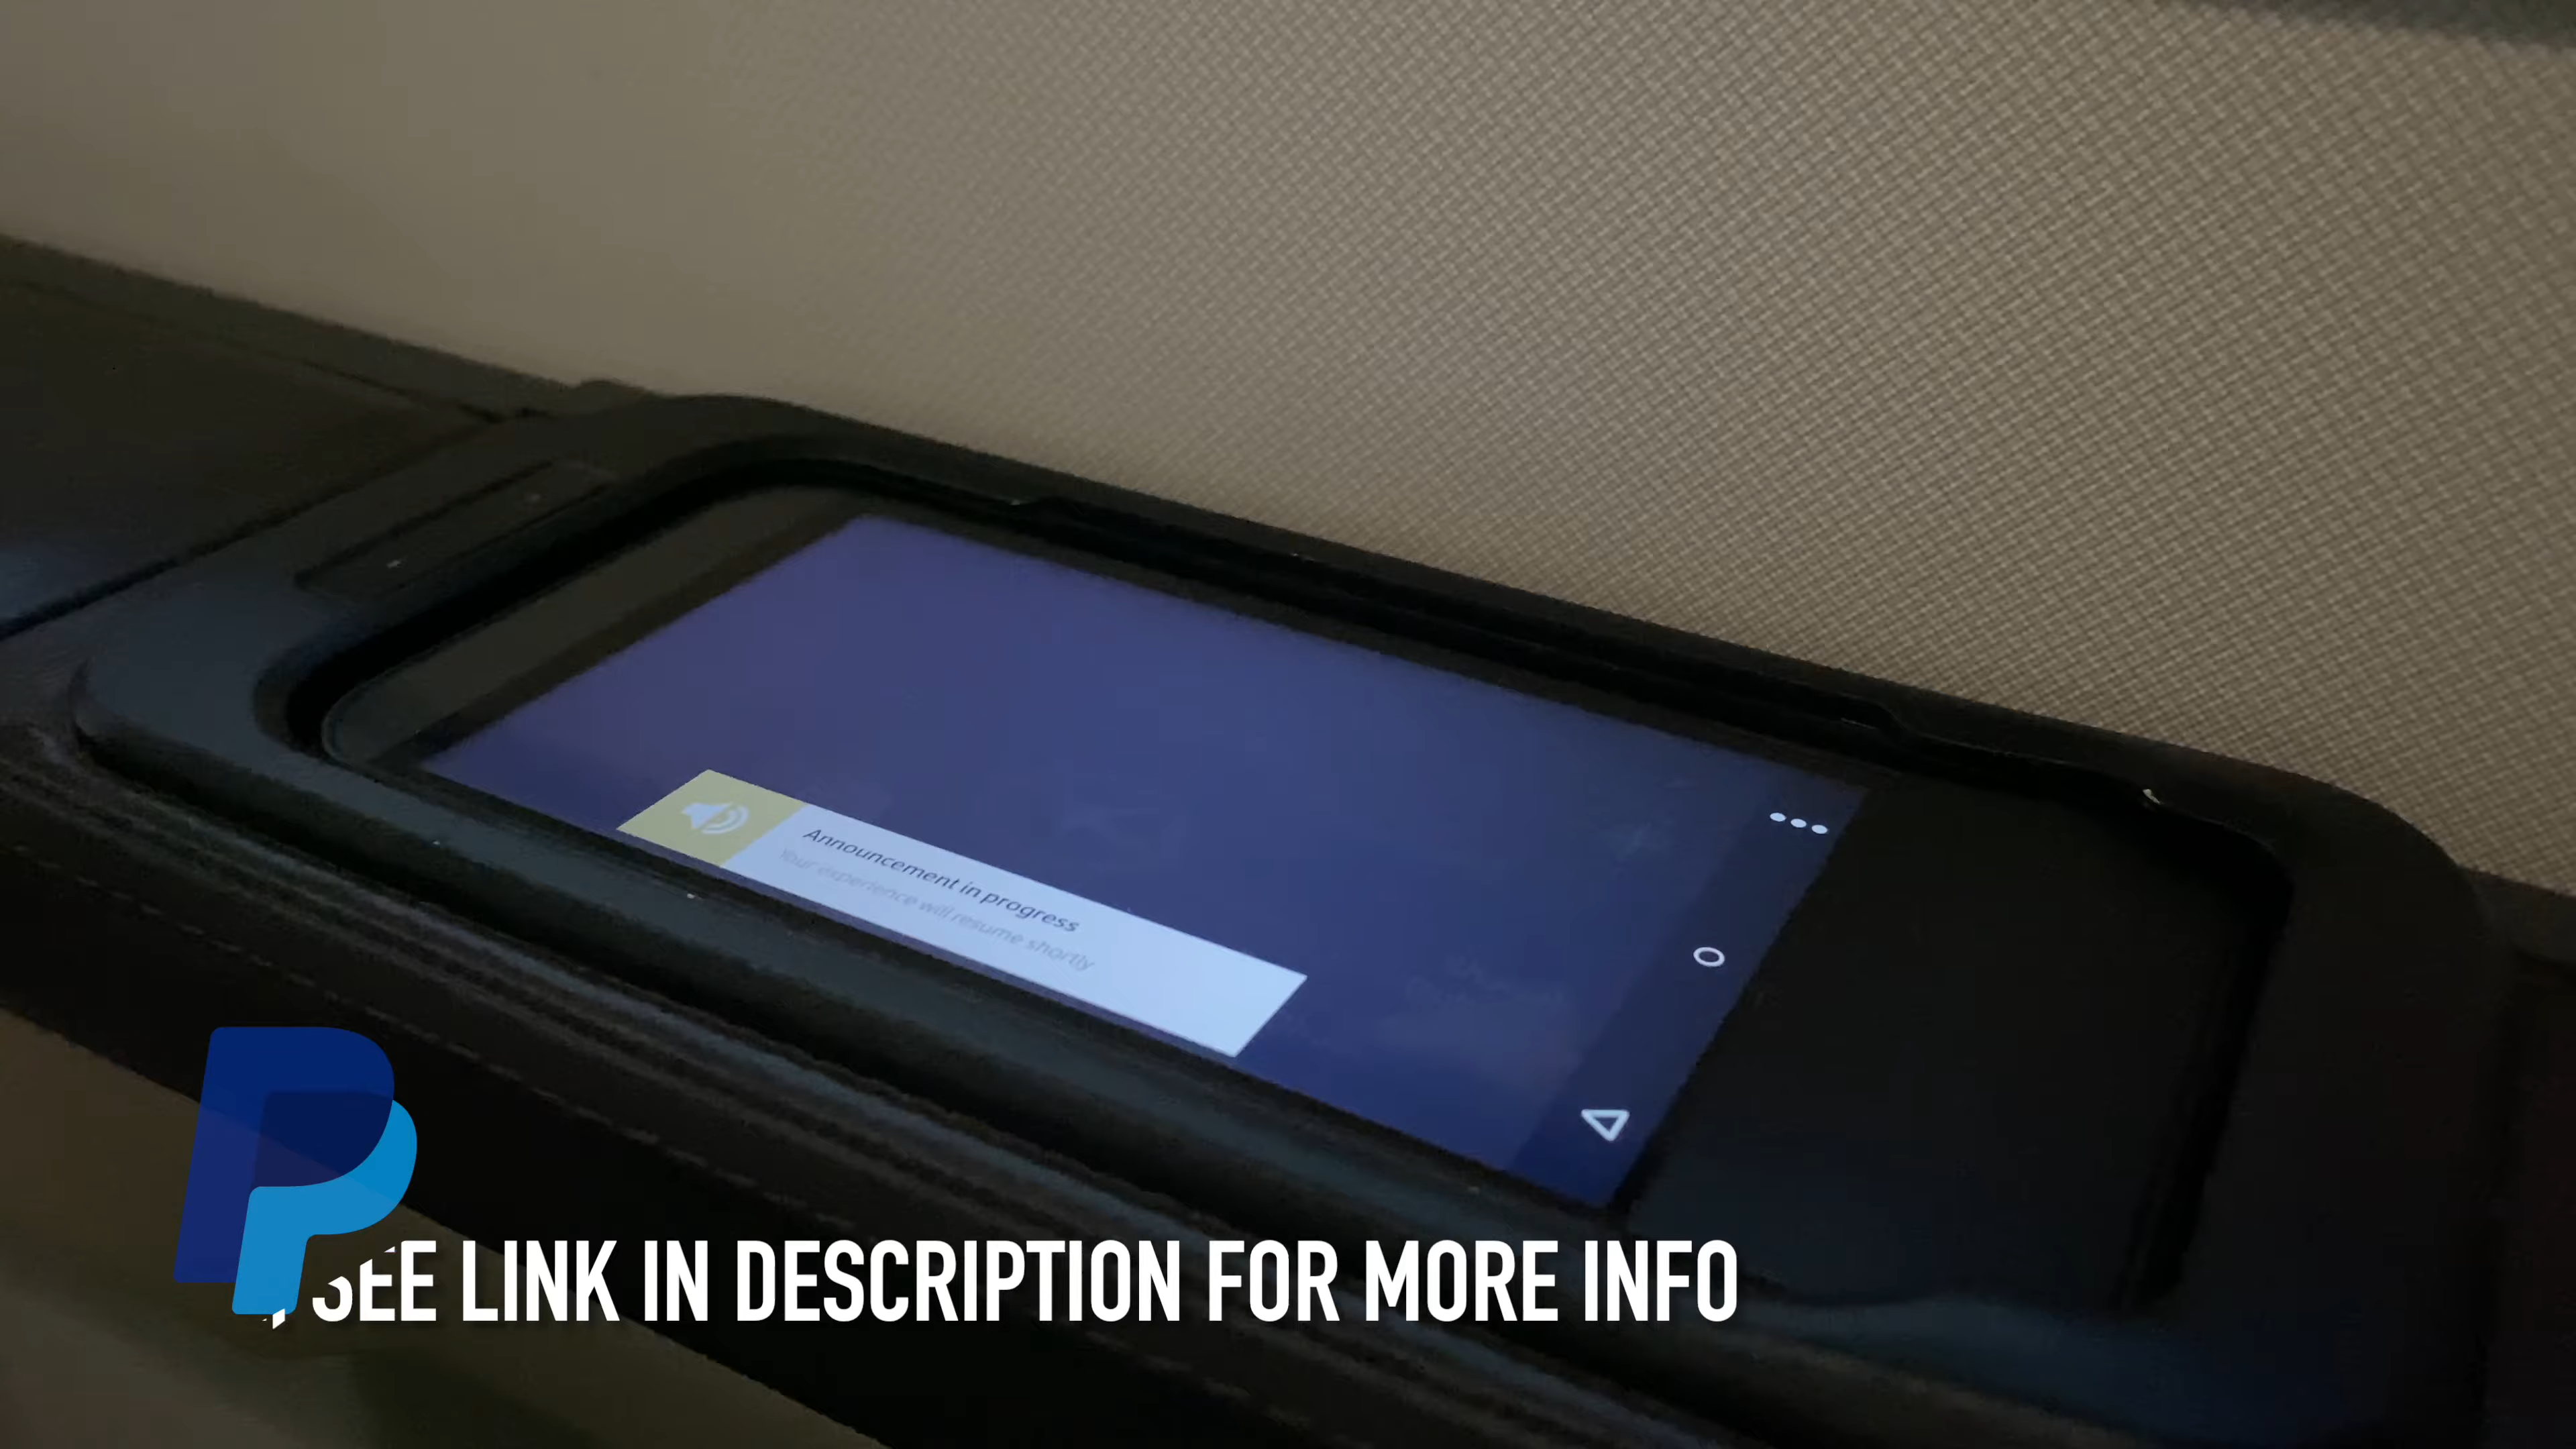 Announcement in progress
Your experience will resume shortly
SEE LINK IN DESCRIPTION FOR MORE INFO